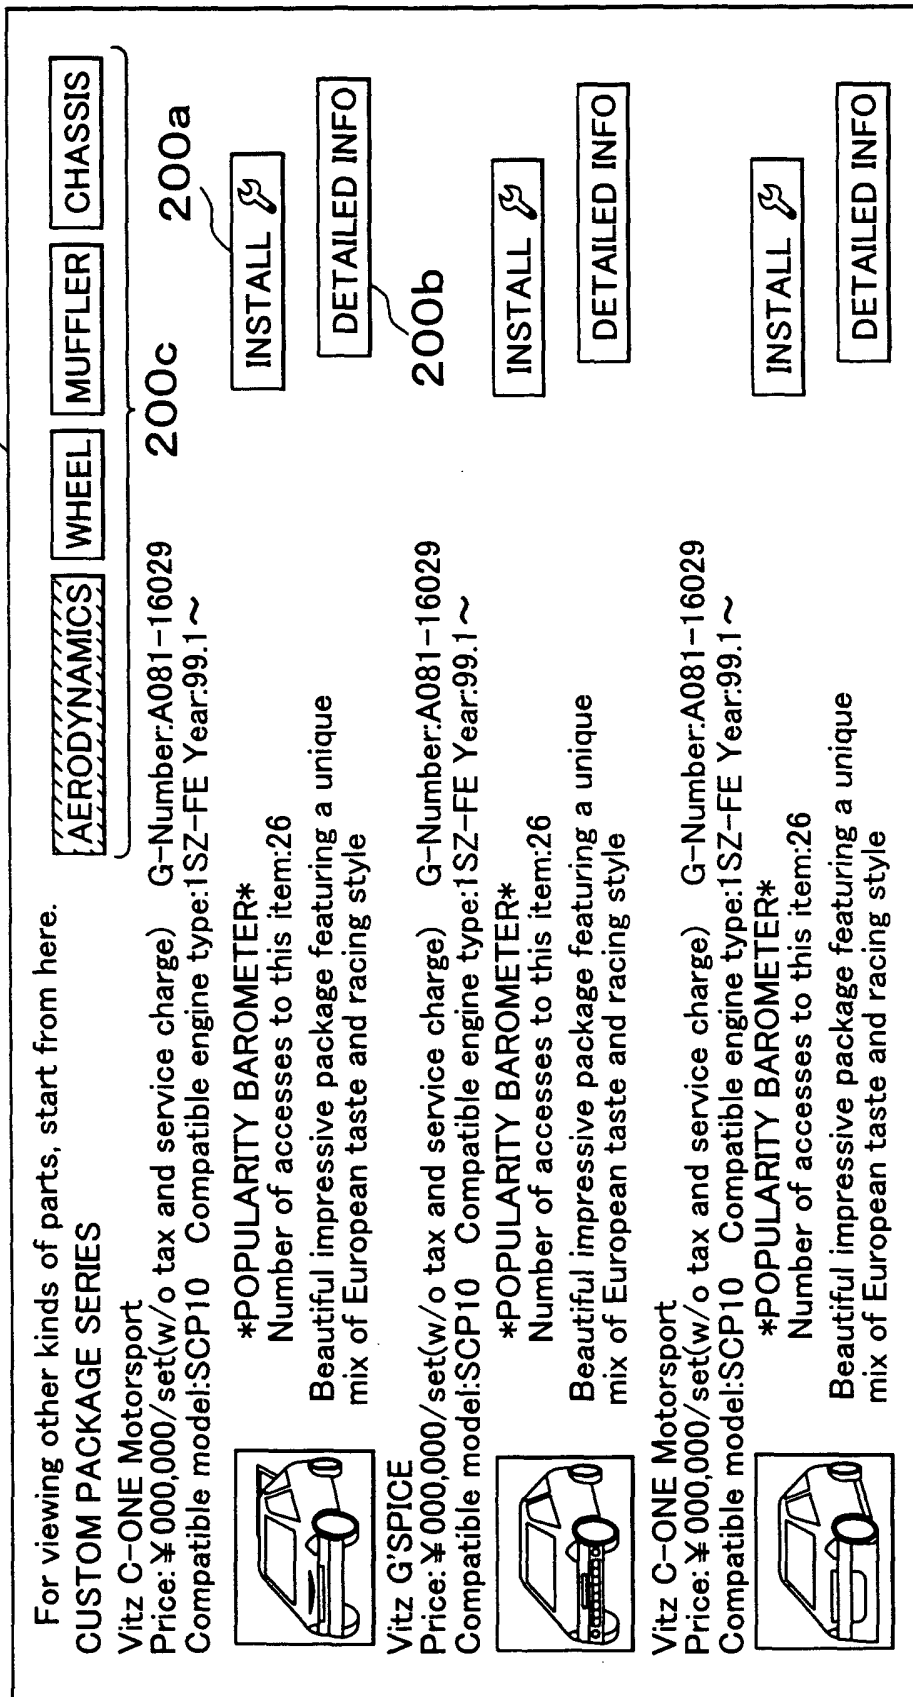 For viewing other kinds of parts, start from here.
AERODYNAMICS WHEEL MUFFLER CHASSIS
200c
CUSTOM PACKAGE SERIES
Vitz C-ONE Motorsport
Price:¥000,000/set(w/o tax and service charge) G-Number:A081-16029
Compatible model:SCP10 Compatible engine type:1SZ-FE Year:99.1~
200a
*POPULARITY BAROMETER*
INSTALL
Number of accesses to this item:26
Beautiful impressive package featuring a unique
DETAILED INFO
mix of European taste and racing style
200b
Vitz G'SPICE
Price:¥000,000/set(w/o tax and service charge) G-Number:A081-16029
Compatible model:SCP10 Compatible engine type:1SZ-FE Year:99.1~
*POPULARITY BAROMETER*
INSTALL
Number of accesses to this item:26
Beautiful impressive package featuring a unique
DETAILED INFO
mix of European taste and racing style
Vitz C-ONE Motorsport
Price:¥000,000/set(w/o tax and service charge) G-Number:A081-16029
Compatible model:SCP10 Compatible engine type:1SZ-FE Year:99.1~
*POPULARITY BAROMETER*
INSTALL
Number of accesses to this item:26
Beautiful impressive package featuring a unique
DETAILED INFO
mix of European taste and racing style